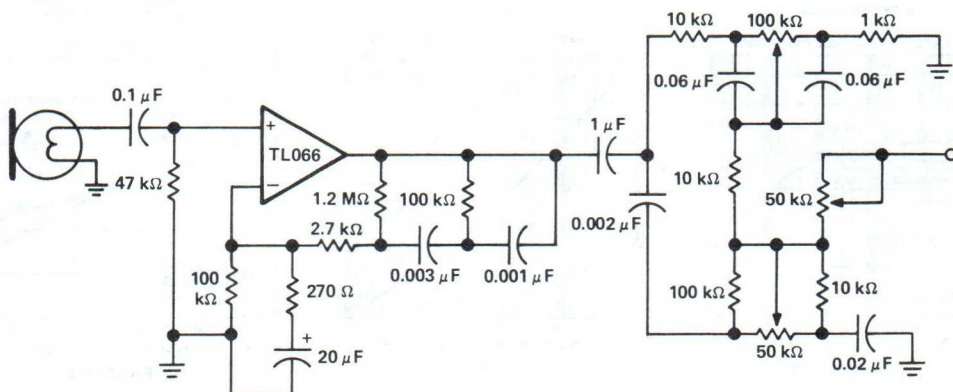 10 kΩ
100 kΩ
1 kΩ
0.06 μF
0.06 μF
0.1 μF
+
TL066
−
47 kΩ
1 μF
1.2 MΩ
100 kΩ
10 kΩ
50 kΩ
0.002 μF
2.7 kΩ
0.003 μF
0.001 μF
100
kΩ
270 Ω
+
20 μF
100 kΩ
10 kΩ
50 kΩ
0.02 μF